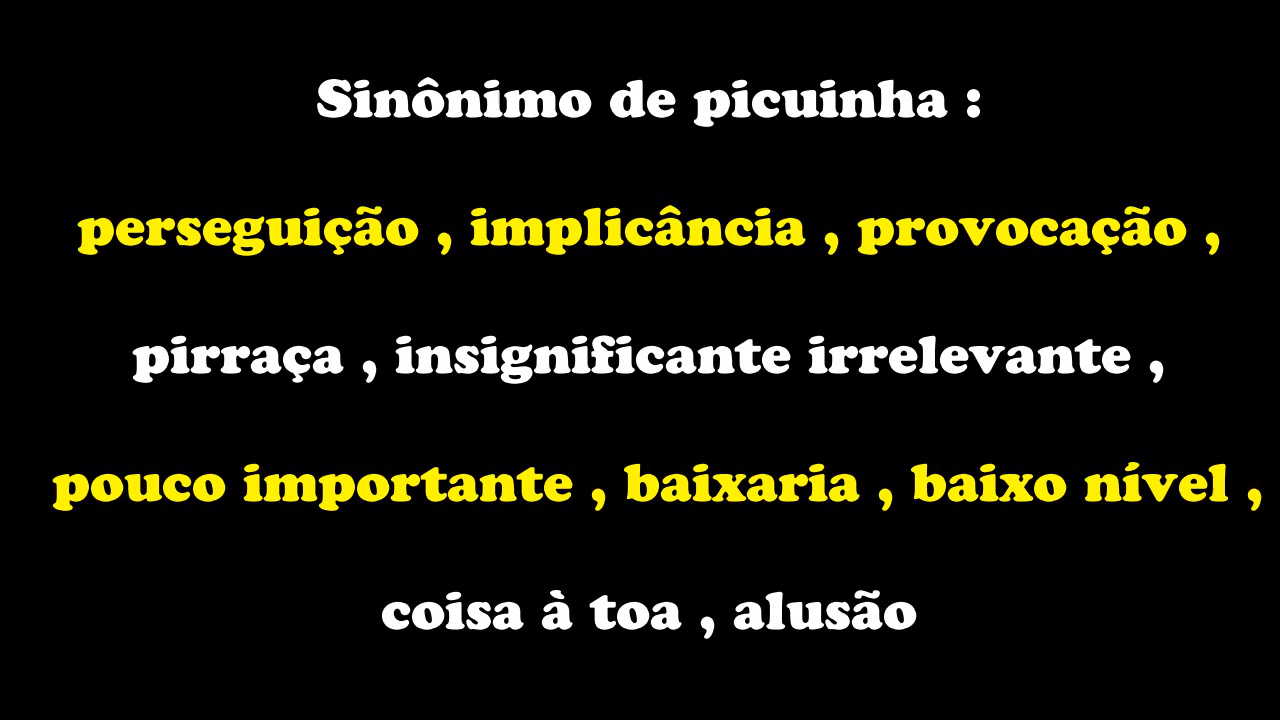 Sinônimo de picuinha :
perseguição , implicância , provocação ,
pirraça , insignificante irrelevante ,
pouco importante , baixaria , baixo nível ,
coisa à toa , alusão